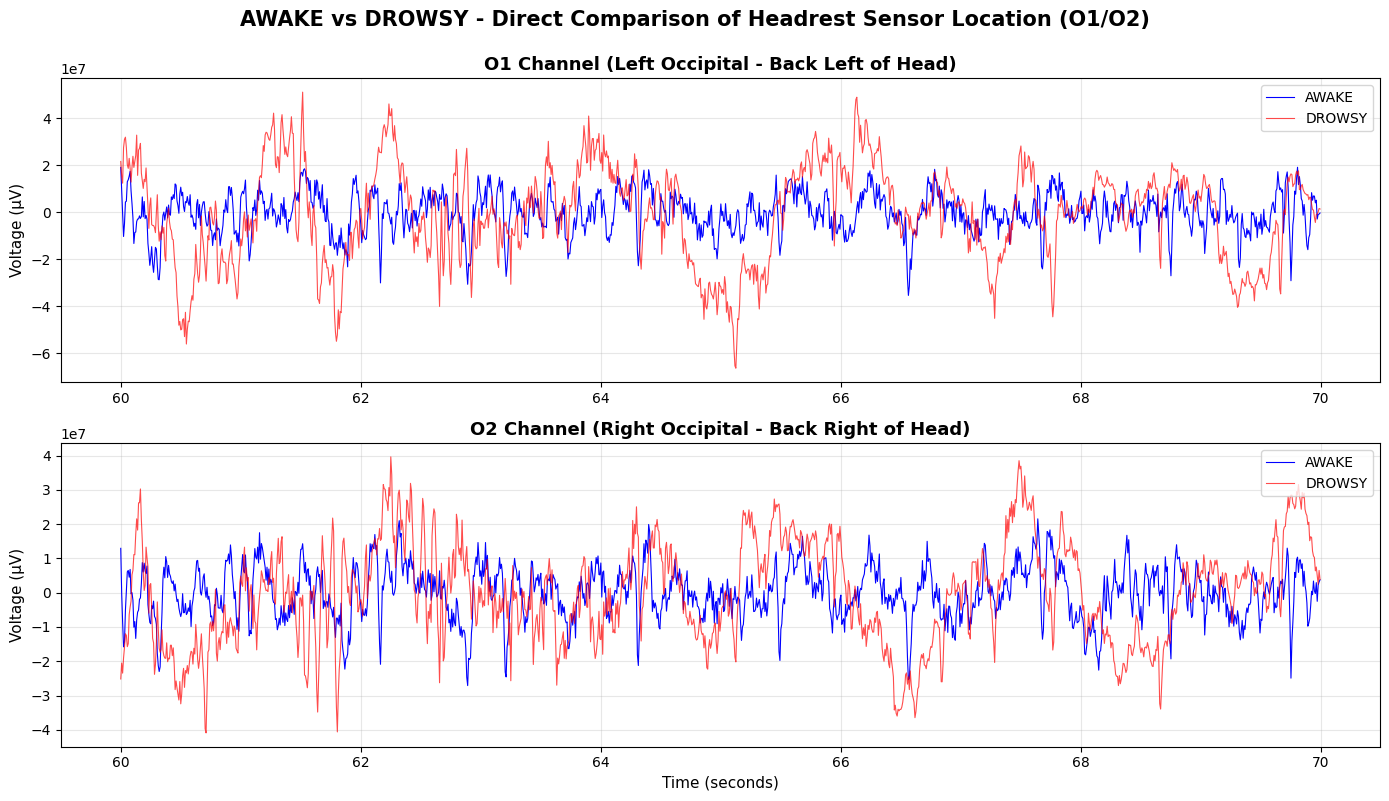 AWAKE vs DROWSY - Direct Comparison of Headrest Sensor Location (O1/O2)
O1 Channel (Left Occipital - Back Left of Head)
1e7
AWAKE
DROWSY
4
2
0
−2
−4
−6
Voltage (µV)
60
62
64
66
68
70
O2 Channel (Right Occipital - Back Right of Head)
1e7
AWAKE
DROWSY
4
3
2
1
0
−1
−2
−3
−4
Voltage (µV)
60
62
64
66
68
70
Time (seconds)